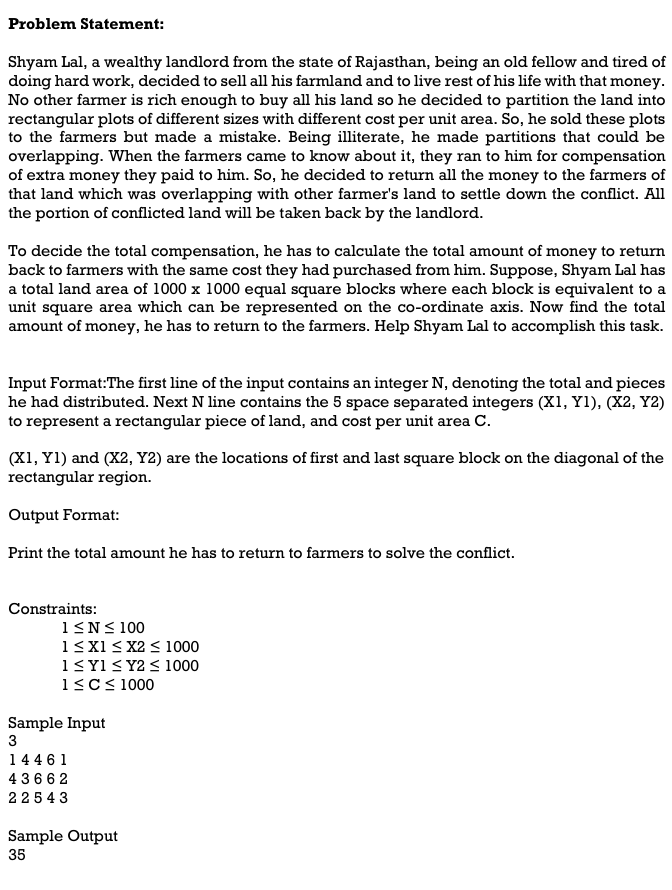 Problem Statement:
Shyam Lal, a wealthy landlord from the state of Rajasthan, being an old fellow and tired of
doing hard work, decided to sell all his farmland and to live rest of his life with that money.
No other farmer is rich enough to buy all his land so he decided to partition the land into
rectangular plots of different sizes with different cost per unit area. So, he sold these plots
to the farmers but made a mistake. Being illiterate, he made partitions that could be
overlapping. When the farmers came to know about it, they ran to him for compensation
of extra money they paid to him. So, he decided to return all the money to the farmers of
that land which was overlapping with other farmer's land to settle down the conflict. All
the portion of conflicted land will be taken back by the landlord.
To decide the total compensation, he has to calculate the total amount of money to return
back to farmers with the same cost they had purchased from him. Suppose, Shyam Lal has
a total land area of 1000 x 1000 equal square blocks where each block is equivalent to a
unit square area which can be represented on the co-ordinate axis. Now find the total
amount of money, he has to return to the farmers. Help Shyam Lal to accomplish this task.
Input Format:The first line of the input contains an integer N, denoting the total and pieces
he had distributed. Next N line contains the 5 space separated integers (X1, Y1), (X2, Y2)
to represent a rectangular piece of land, and cost per unit area C.
(X1, Y1) and (X2, Y2) are the locations of first and last square block on the diagonal of the
rectangular region.
Output Format:
Print the total amount he has to return to farmers to solve the conflict.
Constraints:
1 ≤ N ≤ 100
1 ≤ X1 ≤ X2 ≤ 1000
1 ≤ Y1 ≤ Y2 ≤ 1000
1 ≤ C ≤ 1000
Sample Input
3
1 4 4 6 1
4 3 6 6 2
2 2 5 4 3
Sample Output
35